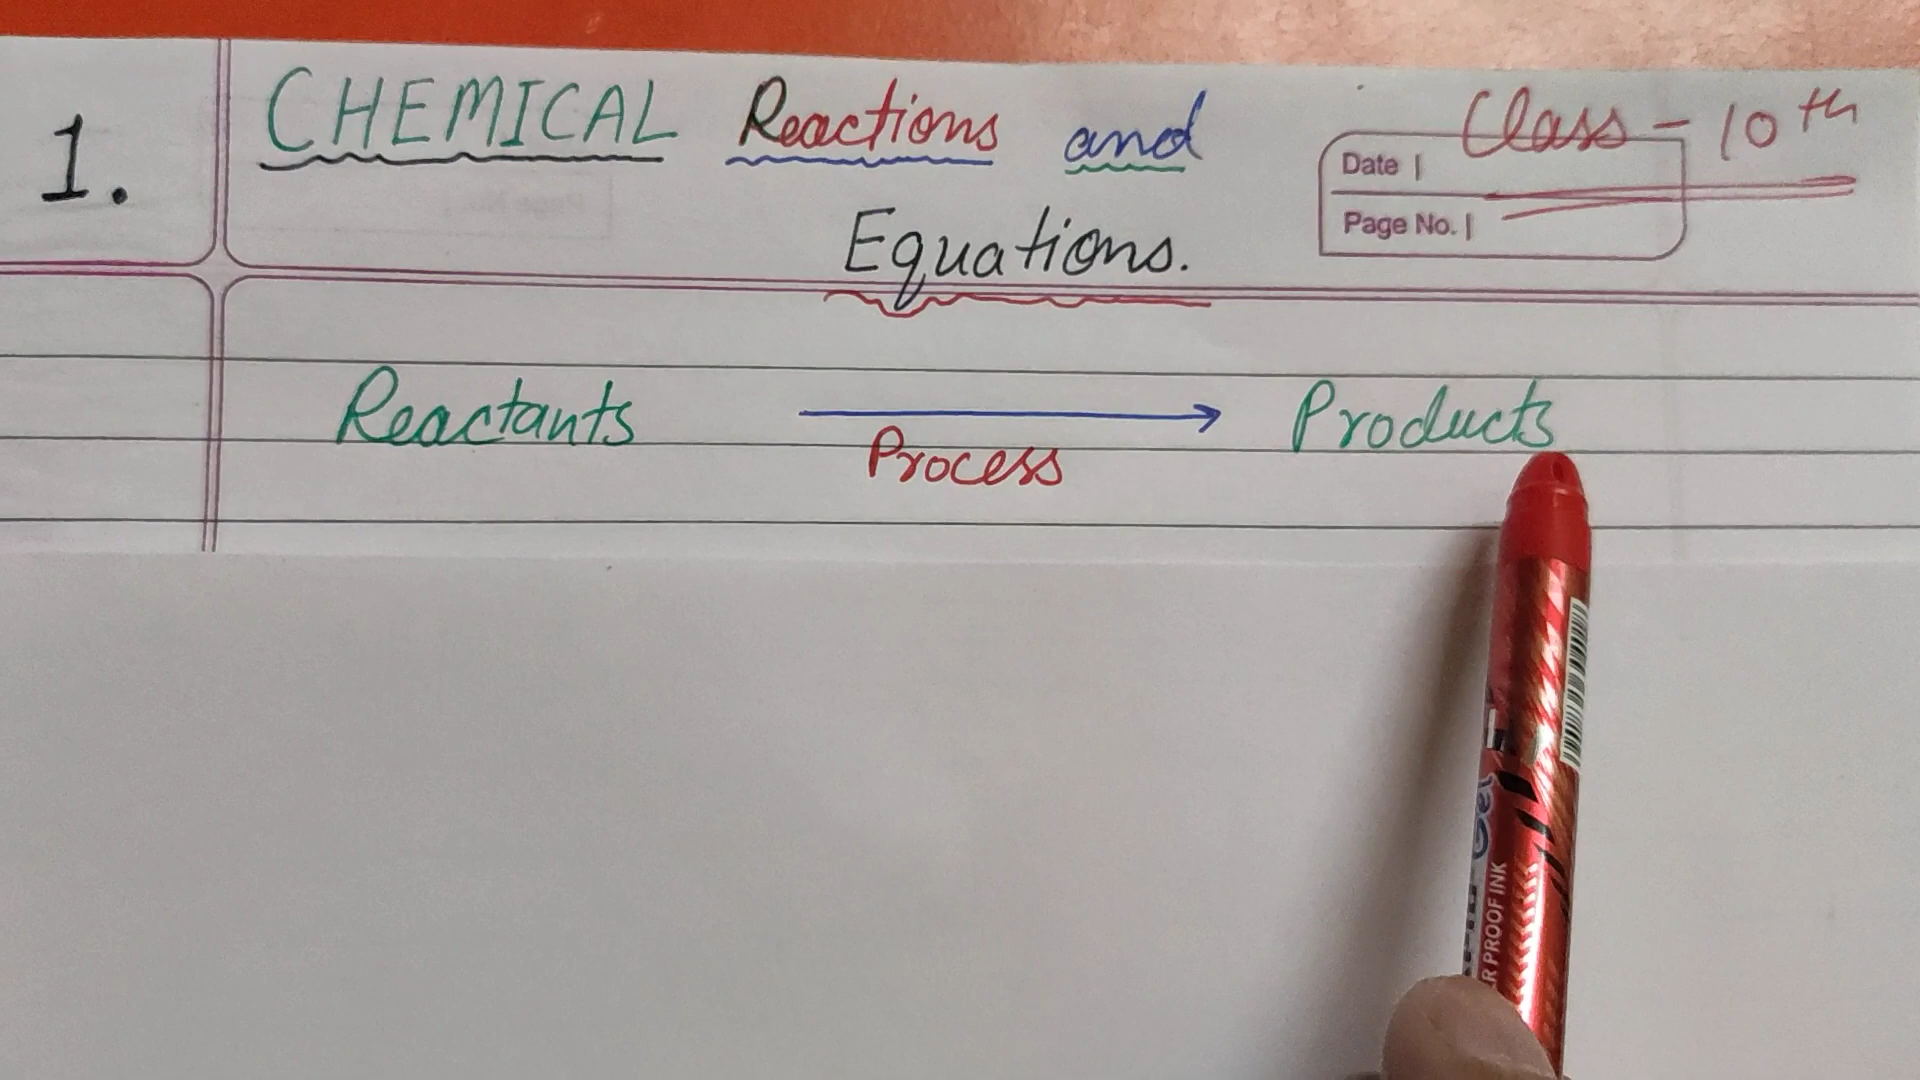 1. CHEMICAL Reactions and Class - 10th
Equations.
Date
Page No.
Reactants → Products
Process
Gel
R PROOF INK